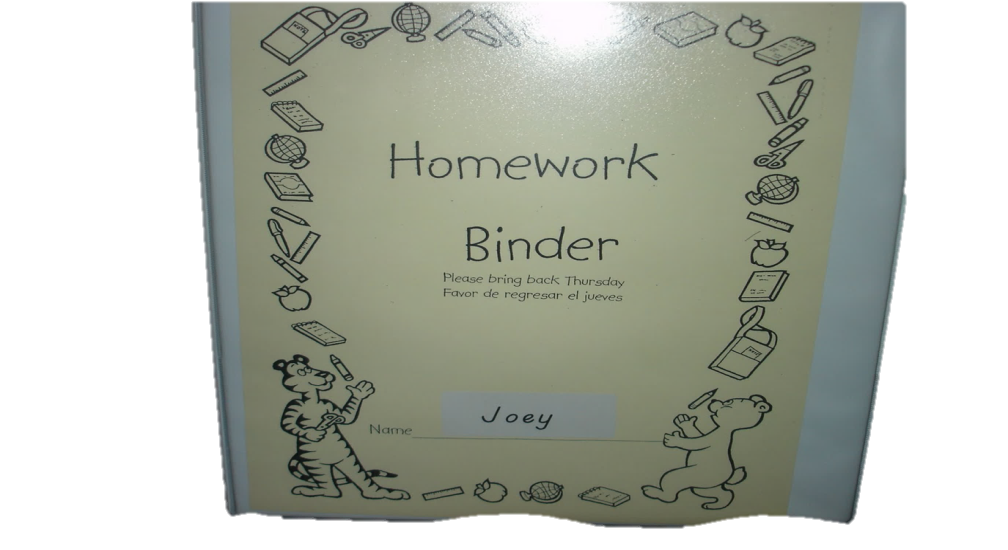 Homework
Binder
Please bring back Thursday
Favor de regresar el jueves
Joey
Name